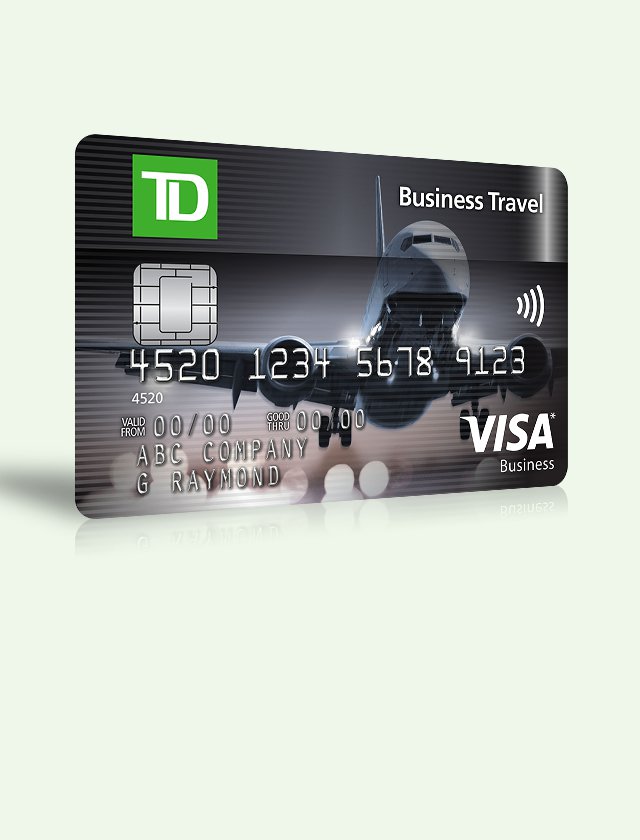 TD
Business Travel
4520 1234 5678 9123
4520
VALID FROM 00/00 GOOD THRU 00/00
ABC COMPANY
G RAYMOND
VISA*
Business